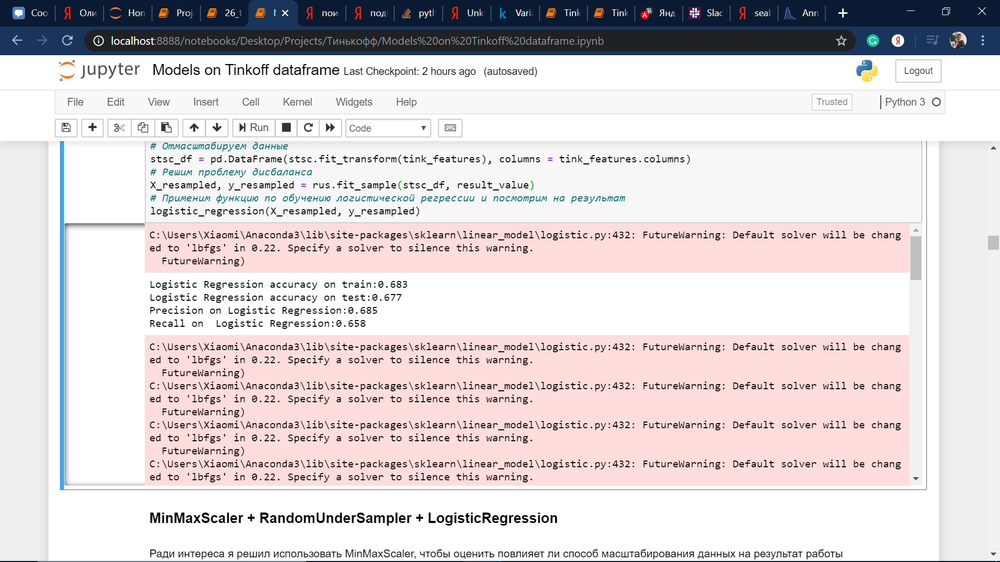 Coo
Оли
Hon
Proj
26_t
поис
под
pyth
Unk
Varia
Tink
Tink
Янд
Slac
seab
Ann
localhost:8888/notebooks/Desktop/Projects/Тинькофф/Models%20on%20Tinkoff%20dataframe.ipynb
jupyter Models on Tinkoff dataframe Last Checkpoint: 2 hours ago (autosaved)
Logout
File Edit View Insert Cell Kernel Widgets Help
Trusted
Python 3
Run
Code
# Отмасштабируем данные
stsc_df = pd.DataFrame(stsc.fit_transform(tink_features), columns = tink_features.columns)
# Решим проблему дисбаланса
X_resampled, y_resampled = rus.fit_sample(stsc_df, result_value)
# Применим функцию по обучению логистической регрессии и посмотрим на результат
logistic_regression(X_resampled, y_resampled)
C:\Users\Xiaomi\Anaconda3\lib\site-packages\sklearn\linear_model\logistic.py:432: FutureWarning: Default solver will be chang
ed to 'lbfgs' in 0.22. Specify a solver to silence this warning.
FutureWarning)
Logistic Regression accuracy on train:0.683
Logistic Regression accuracy on test:0.677
Precision on Logistic Regression:0.685
Recall on  Logistic Regression:0.658
C:\Users\Xiaomi\Anaconda3\lib\site-packages\sklearn\linear_model\logistic.py:432: FutureWarning: Default solver will be chang
ed to 'lbfgs' in 0.22. Specify a solver to silence this warning.
FutureWarning)
C:\Users\Xiaomi\Anaconda3\lib\site-packages\sklearn\linear_model\logistic.py:432: FutureWarning: Default solver will be chang
ed to 'lbfgs' in 0.22. Specify a solver to silence this warning.
FutureWarning)
C:\Users\Xiaomi\Anaconda3\lib\site-packages\sklearn\linear_model\logistic.py:432: FutureWarning: Default solver will be chang
ed to 'lbfgs' in 0.22. Specify a solver to silence this warning.
FutureWarning)
C:\Users\Xiaomi\Anaconda3\lib\site-packages\sklearn\linear_model\logistic.py:432: FutureWarning: Default solver will be chang
ed to 'lbfgs' in 0.22. Specify a solver to silence this warning.
MinMaxScaler + RandomUnderSampler + LogisticRegression
Ради интереса я решил использовать MinMaxScaler, чтобы оценить повлияет ли способ масштабирования данных на результат работы